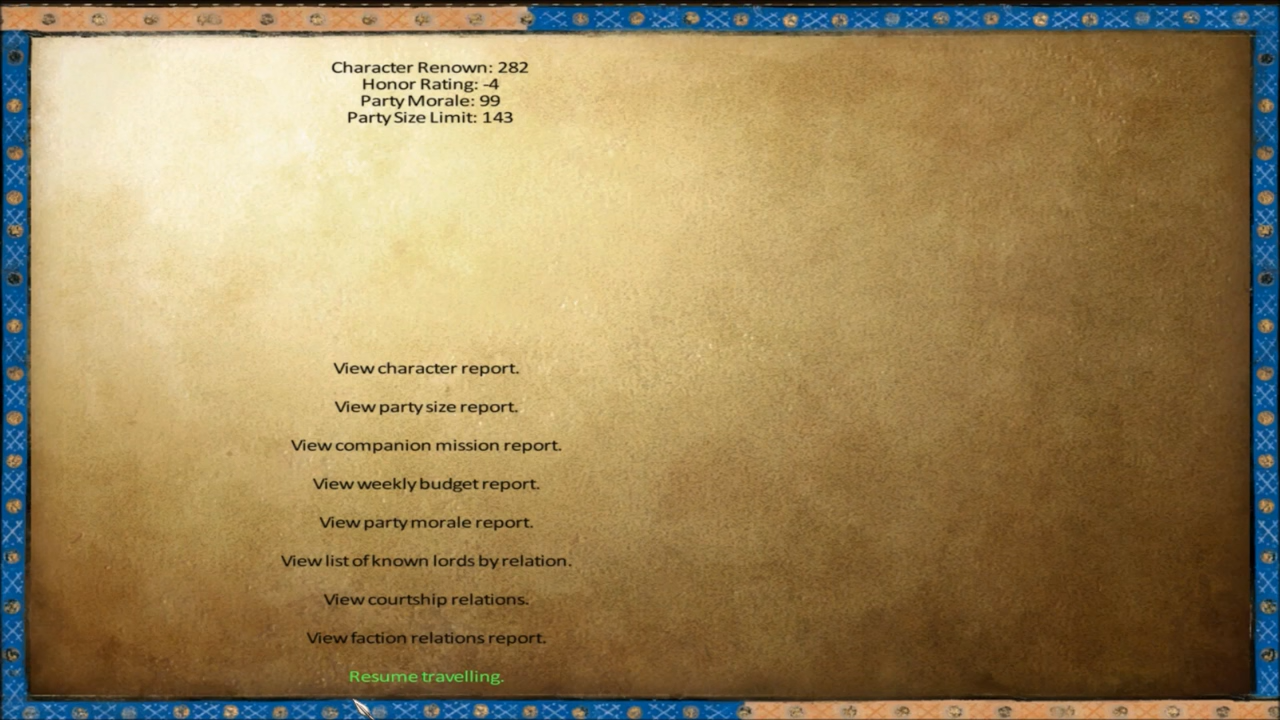 Character Renown: 282
Honor Rating: -4
Party Morale: 99
Party Size Limit: 143
View character report.
View party size report.
View companion mission report.
View weekly budget report.
View party morale report.
View list of known lords by relation.
View courtship relations.
View faction relations report.
Resume travelling.